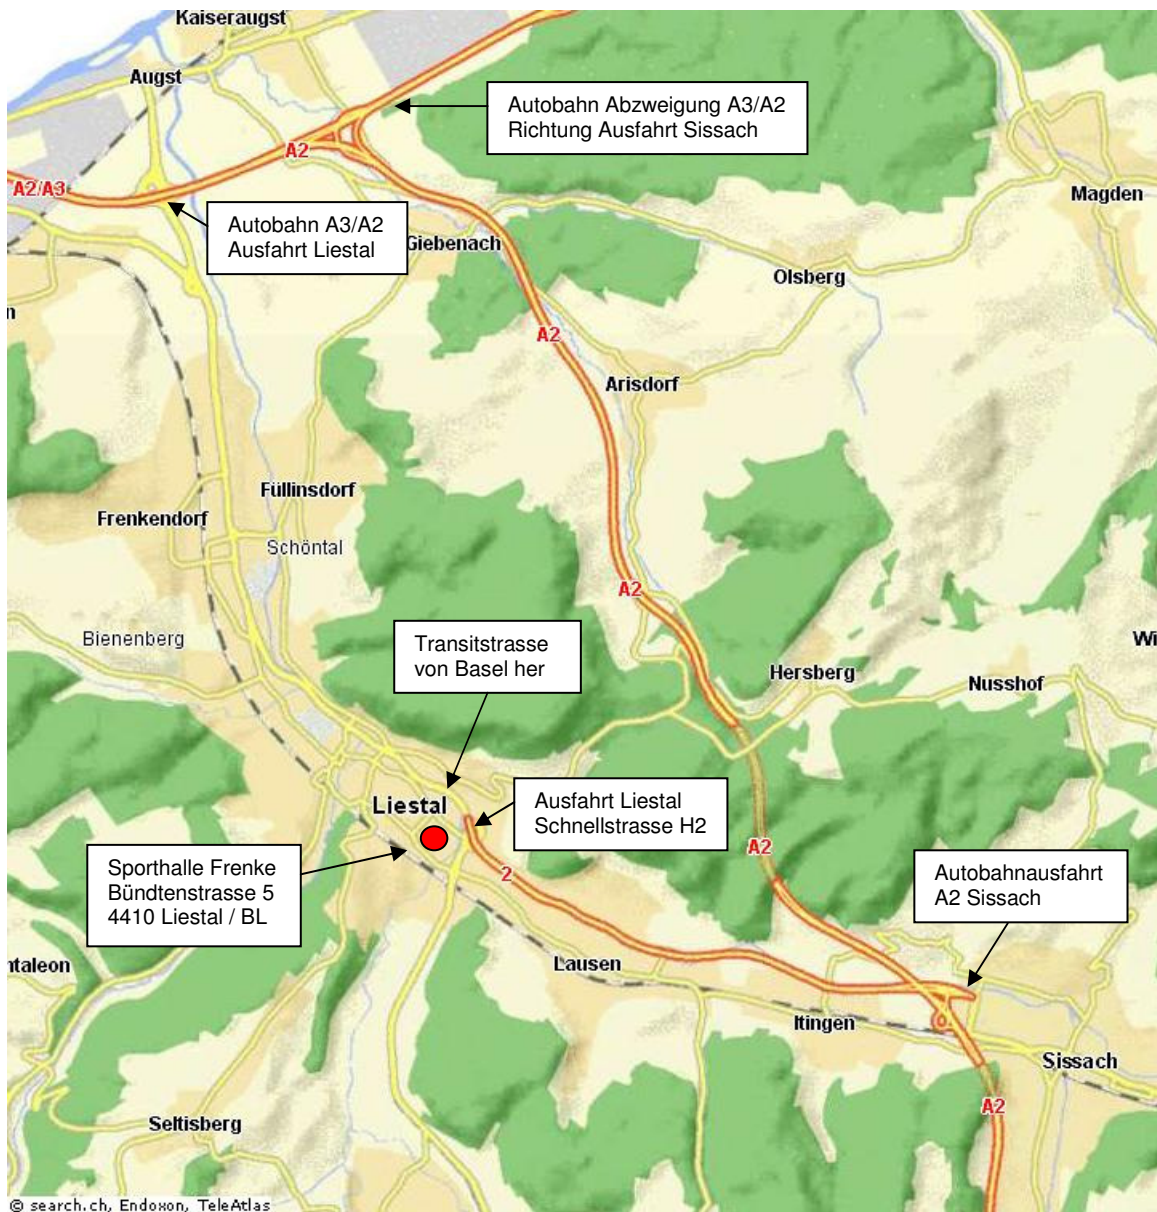 Kaiseraugst
Augst
Autobahn Abzweigung A3/A2
Richtung Ausfahrt Sissach
A2
A2/A3
Magden
Autobahn A3/A2
Ausfahrt Liestal
Giebenach
Olsberg
n
A2
Arisdorf
Füllinsdorf
Frenkendorf
Schöntal
A2
Bienenberg
Transitstrasse
von Basel her
Wi
Hersberg
Nusshof
Liestal
Ausfahrt Liestal
Schnellstrasse H2
A2
Sporthalle Frenke
Bündtenstrasse 5
4410 Liestal / BL
2
Autobahnausfahrt
A2 Sissach
ntaleon
Lausen
Itingen
Sissach
A2
Seltisberg
© search.ch, Endoxon, TeleAtlas